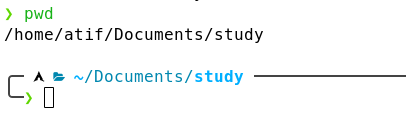 ❯ pwd
/home/atif/Documents/study
~/Documents/study
❯